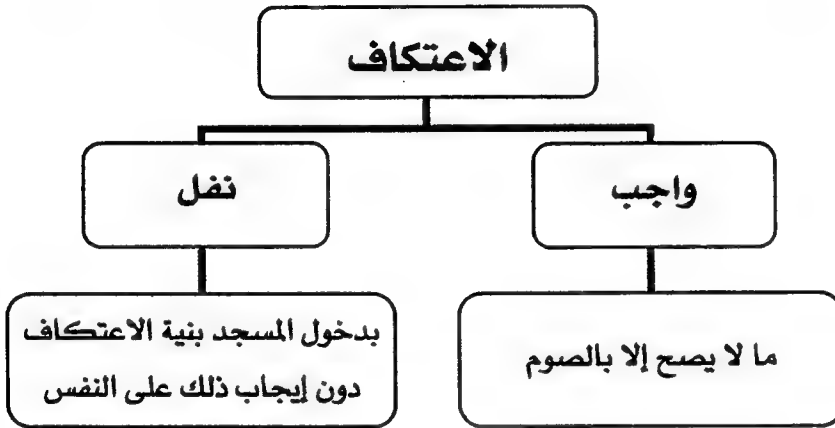 الاعتكاف
واجب
نفل
ما لا يصح إلا بالصوم
بدخول المسجد بنية الاعتكاف
دون إيجاب ذلك على النفس